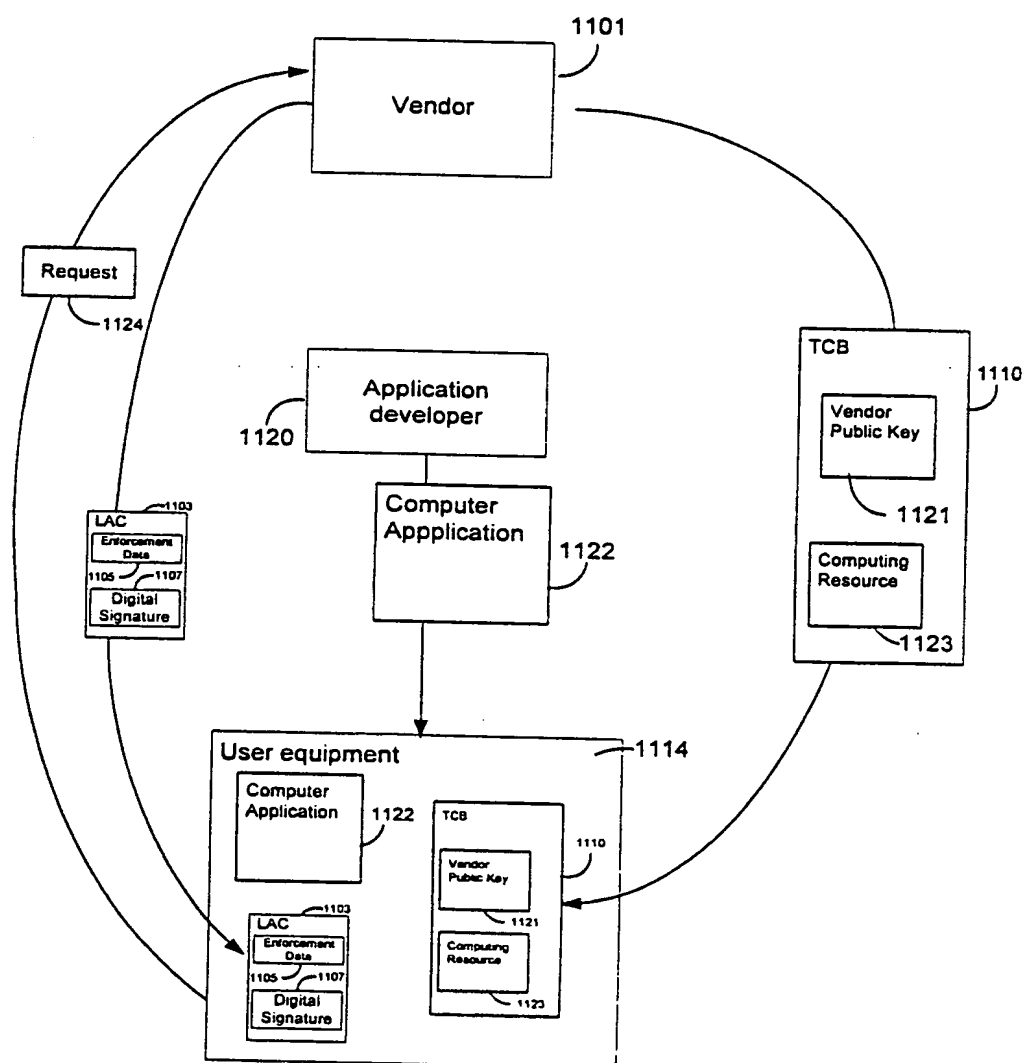 1101
Vendor
Request
1124
Application
developer
1120
TCB
1110
Vendor
Public Key
1121
Computing
Resource
1123
Computer
Appplication
1122
1103
LAC
Enforcement
Data
1105
1107
Digital
Signature
User equipment
1114
Computer
Application
1122
TCB
1110
Vendor
Public Key
1121
Computing
Resource
1123
1103
LAC
Enforcement
Data
1105
1107
Digital
Signature